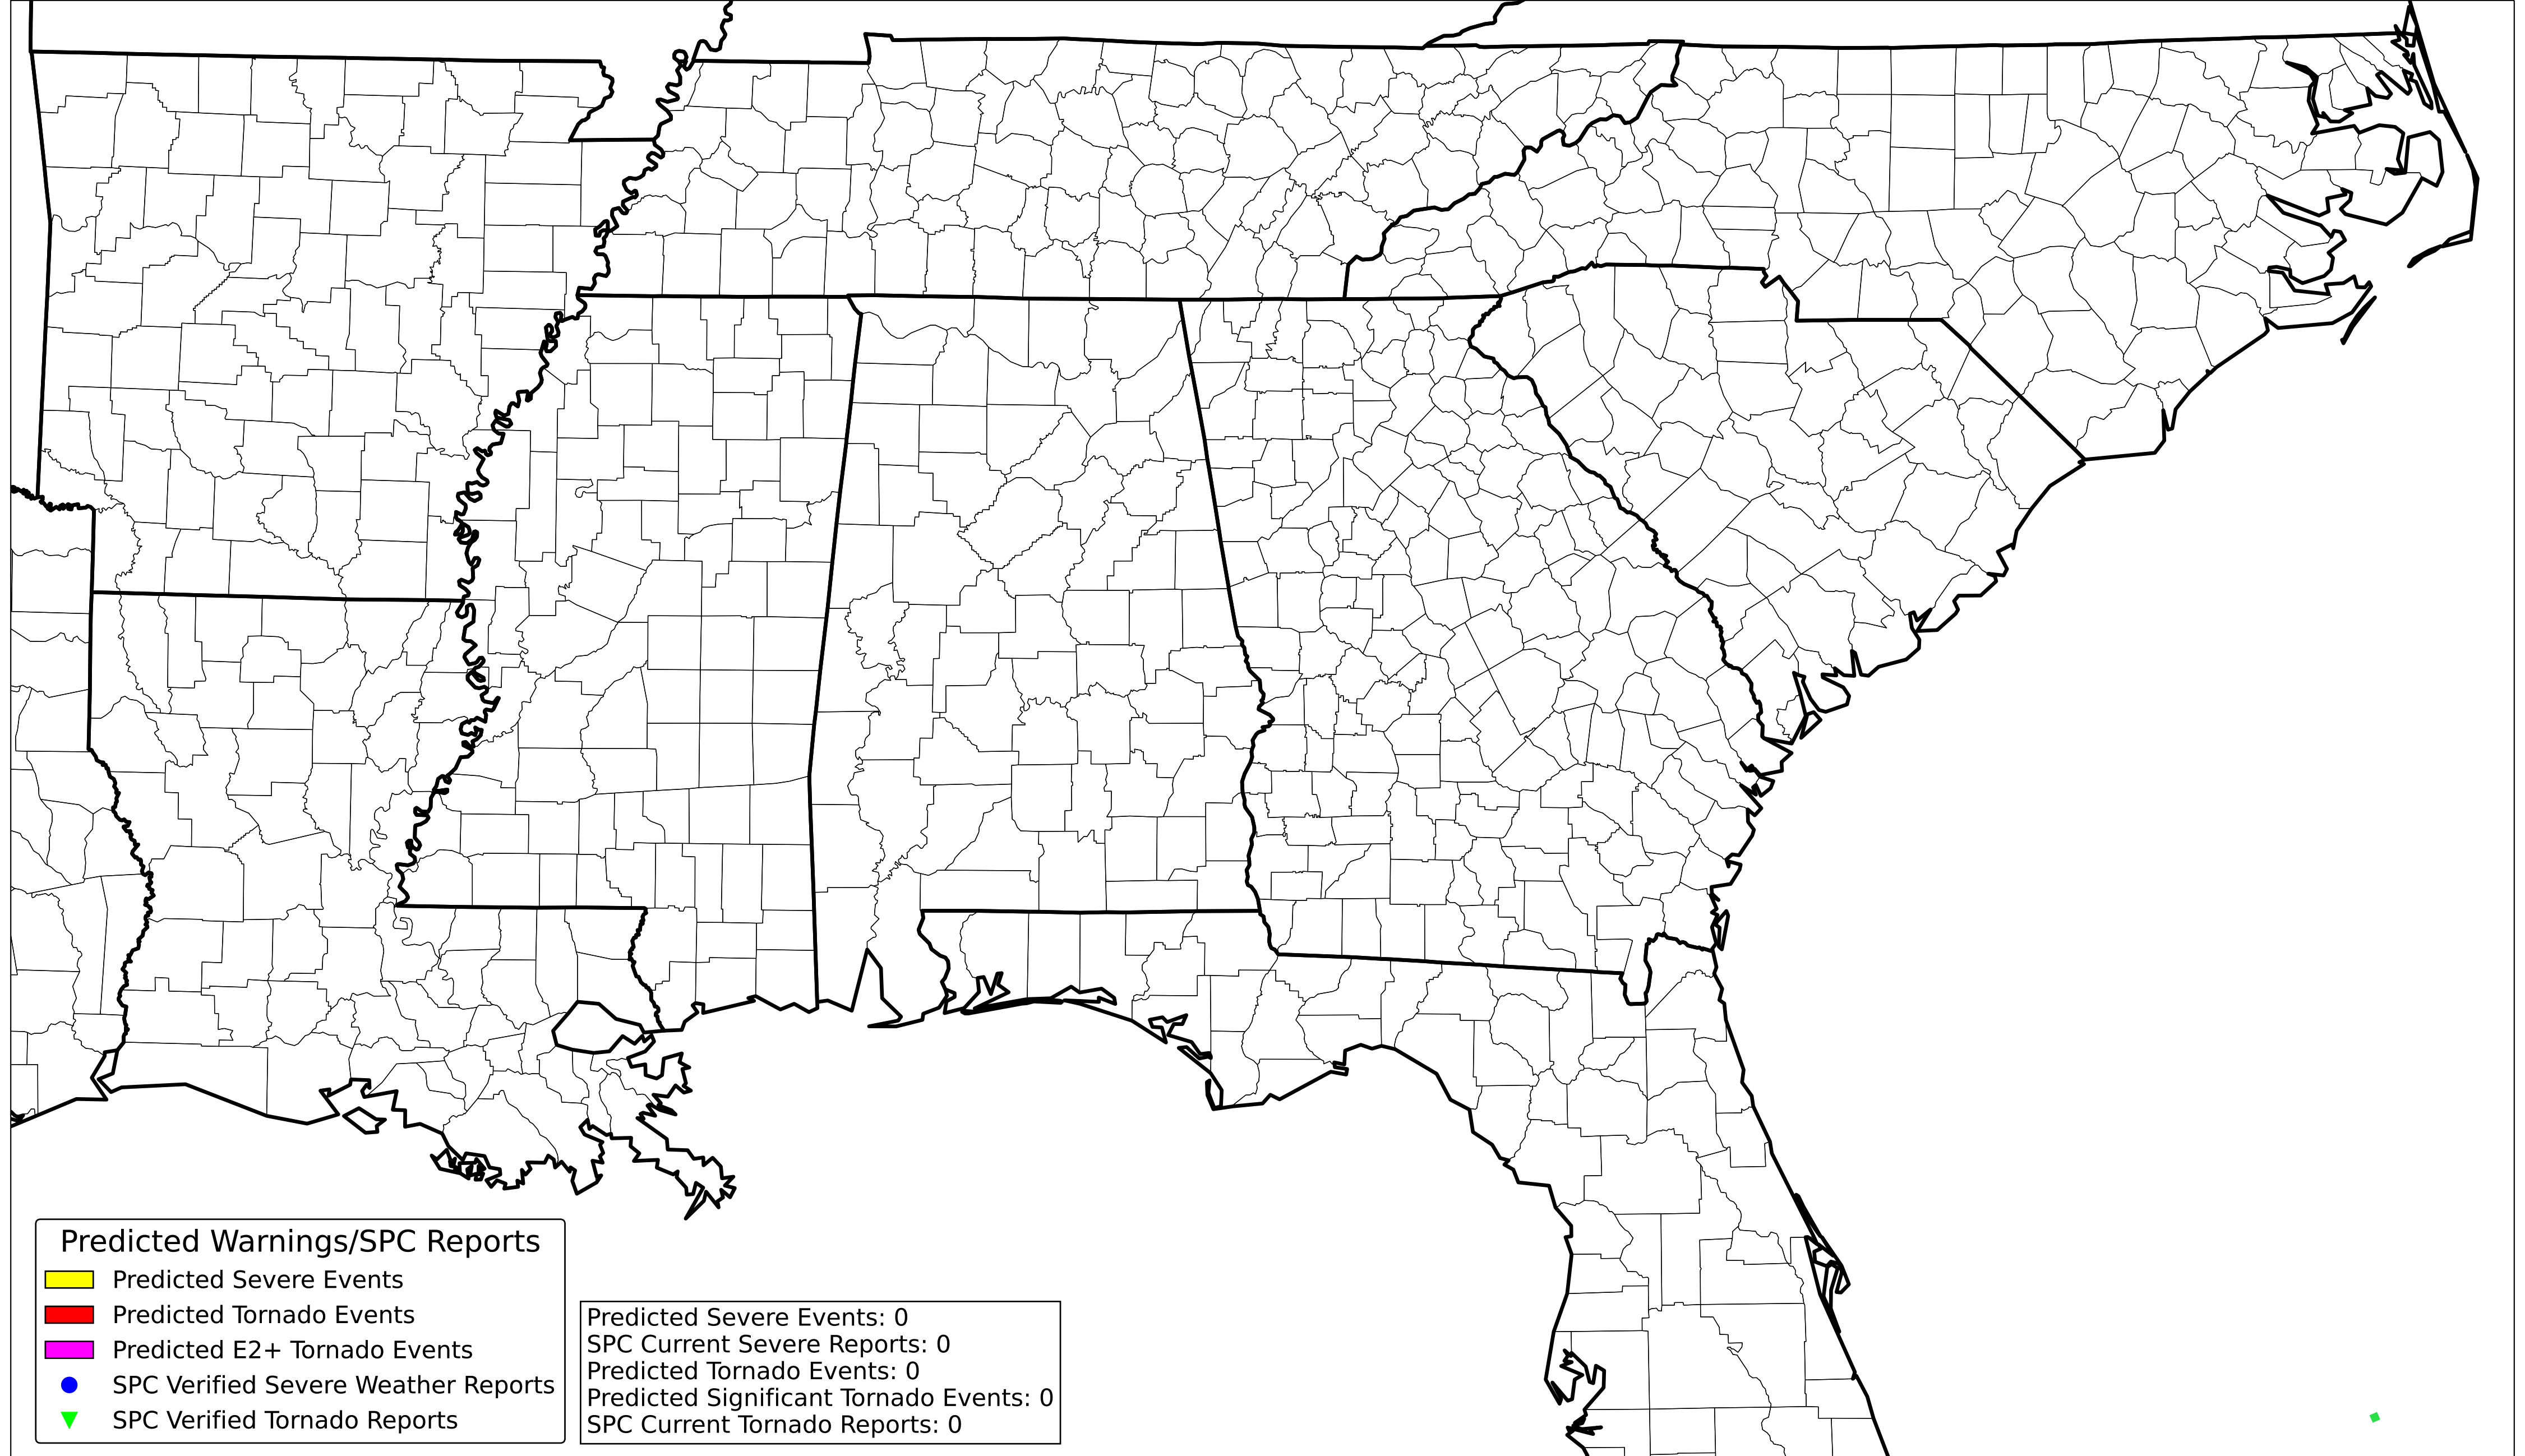 Predicted Warnings/SPC Reports
Predicted Severe Events
Predicted Tornado Events
Predicted E2+ Tornado Events
SPC Verified Severe Weather Reports
SPC Verified Tornado Reports
Predicted Severe Events: 0
SPC Current Severe Reports: 0
Predicted Tornado Events: 0
Predicted Significant Tornado Events: 0
SPC Current Tornado Reports: 0